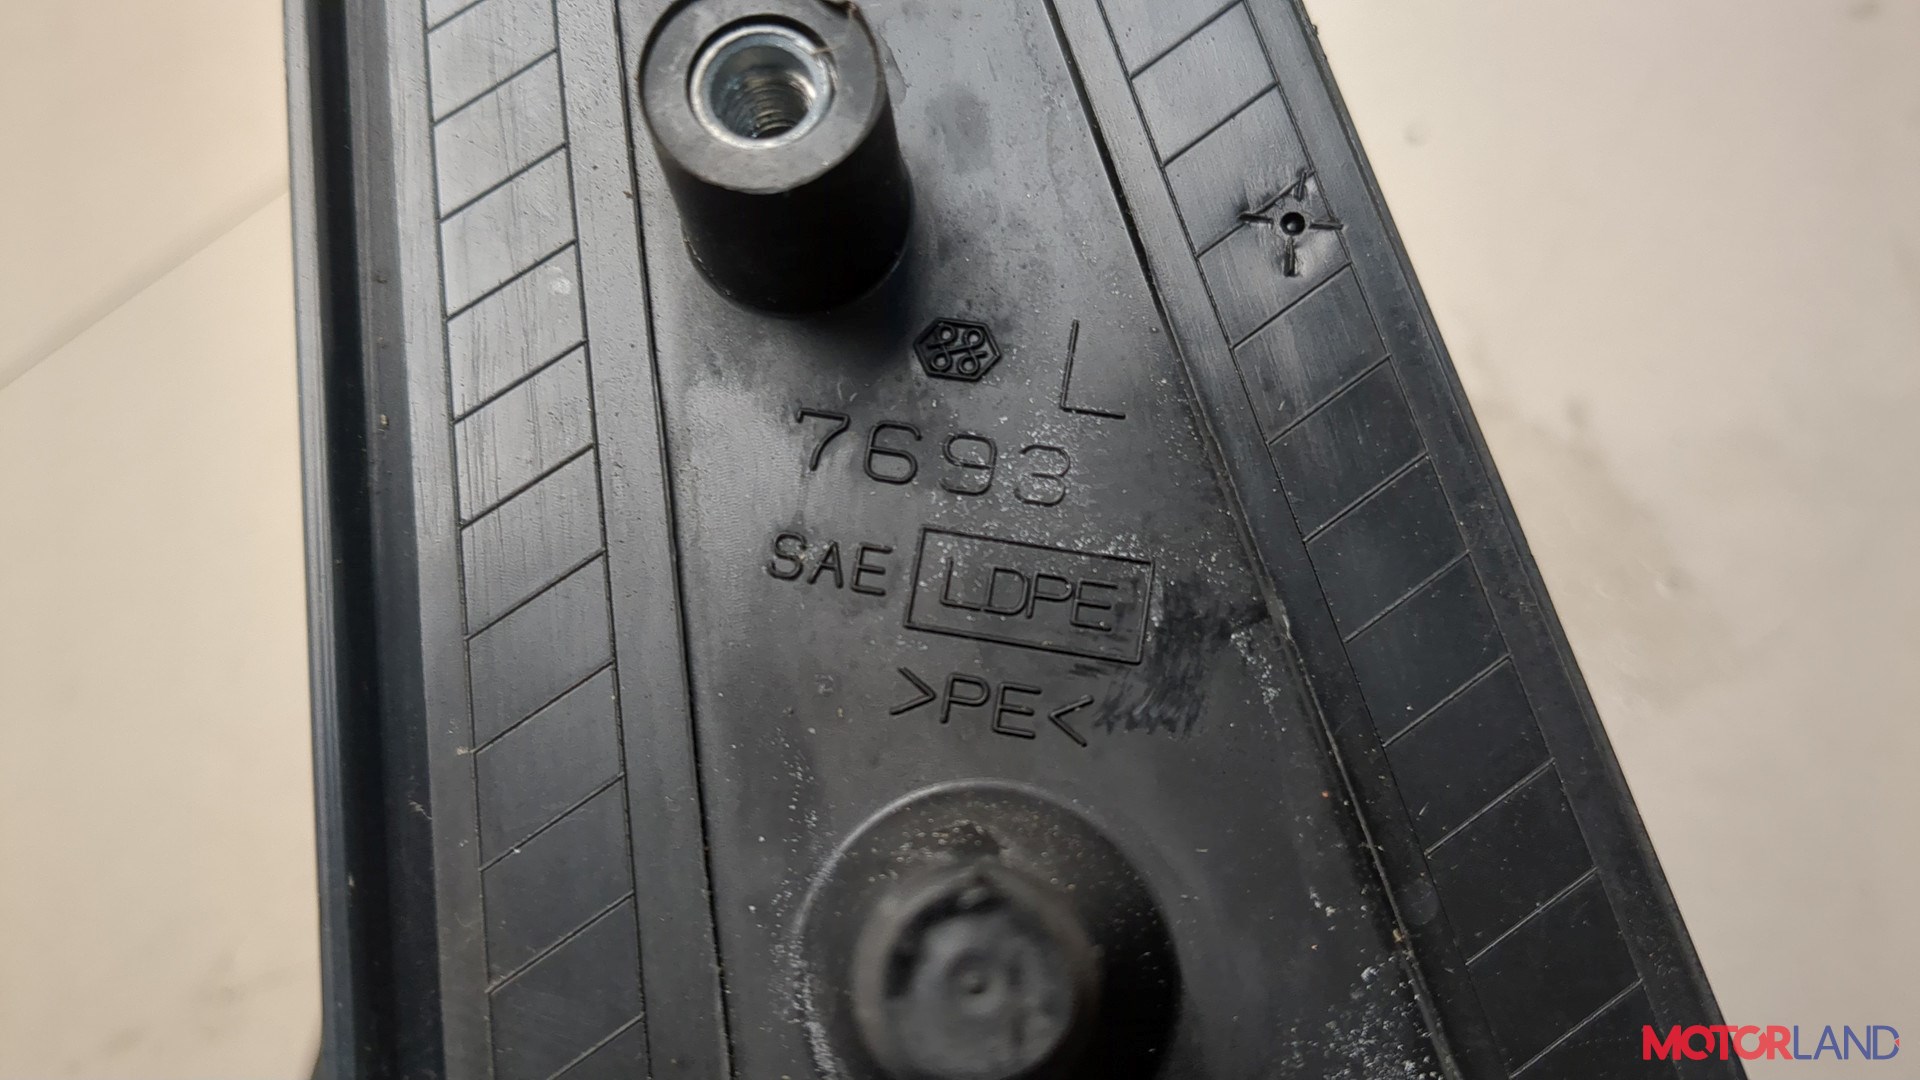 L
7693
SAE LDPE
>PE<
MOTORLAND